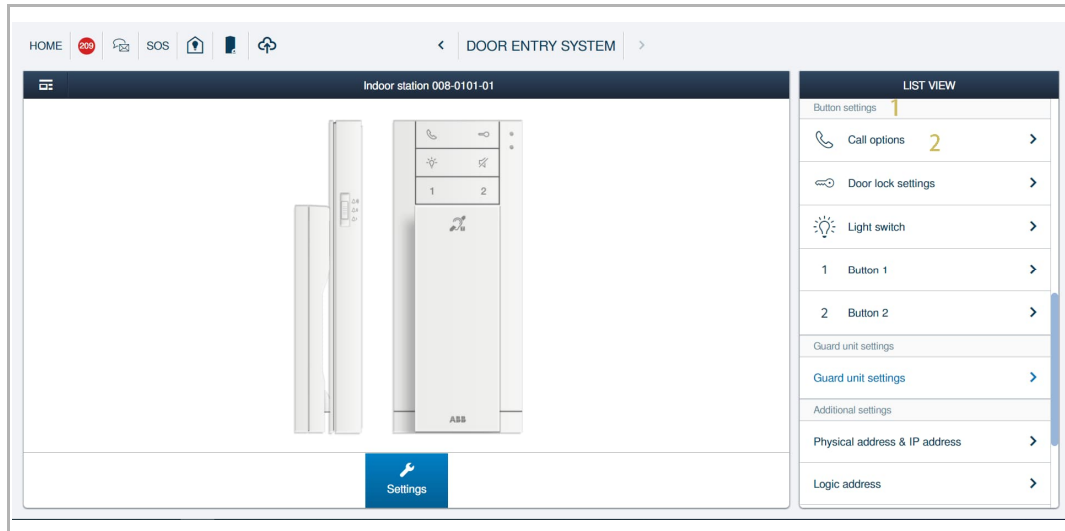 HOME 209 SOS < DOOR ENTRY SYSTEM >
Indoor station 008-0101-01
1 2
ABB
Settings
LIST VIEW
Button settings 1
Call options 2
Door lock settings
Light switch
1 Button 1
2 Button 2
Guard unit settings
Guard unit settings
Additional settings
Physical address & IP address
Logic address